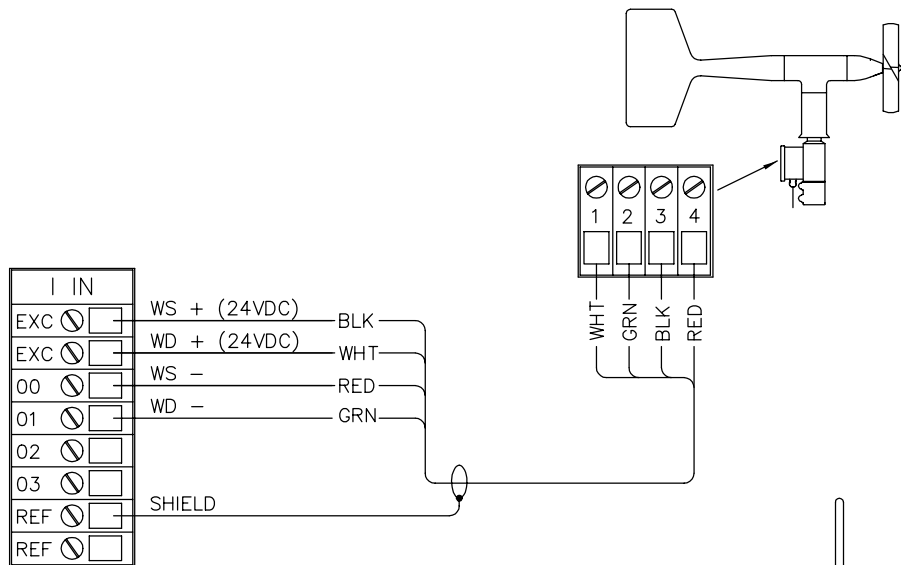 1 2 3 4
WHT GRN BLK RED
I IN
EXC WS + (24VDC) BLK
EXC WD + (24VDC) WHT
00 WS - RED
01 WD - GRN
02
03
REF SHIELD
REF